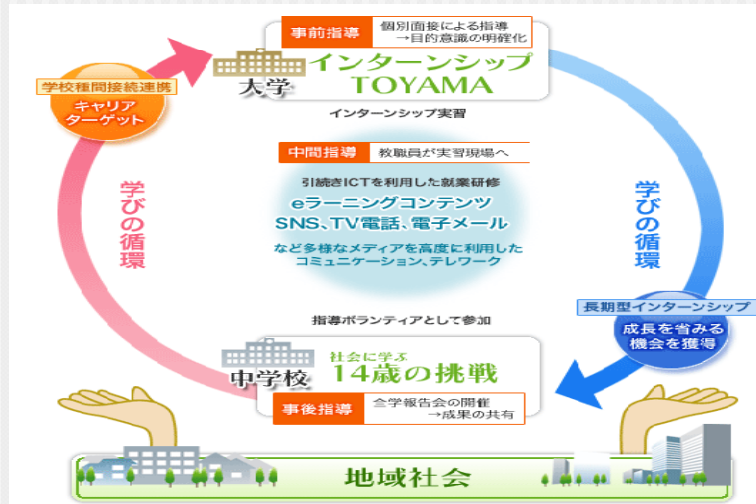 事前指導
個別面接による指導
→目的意識の明確化
大学
インターンシップ
TOYAMA
学校種間接続連携
キャリア
ターゲット
インターンシップ実習
中間指導
教職員が実習現場へ
引続きICTを利用した就業研修
eラーニングコンテンツ
SNS、TV電話、電子メール
など多様なメディアを高度に利用した
コミュニケーション、テレワーク
学びの循環
学びの循環
長期型インターンシップ
成長を省みる
機会を獲得
指導ボランティアとして参加
中学校
社会に学ぶ
14歳の挑戦
事後指導
全学報告会の開催
→成果の共有
地域社会